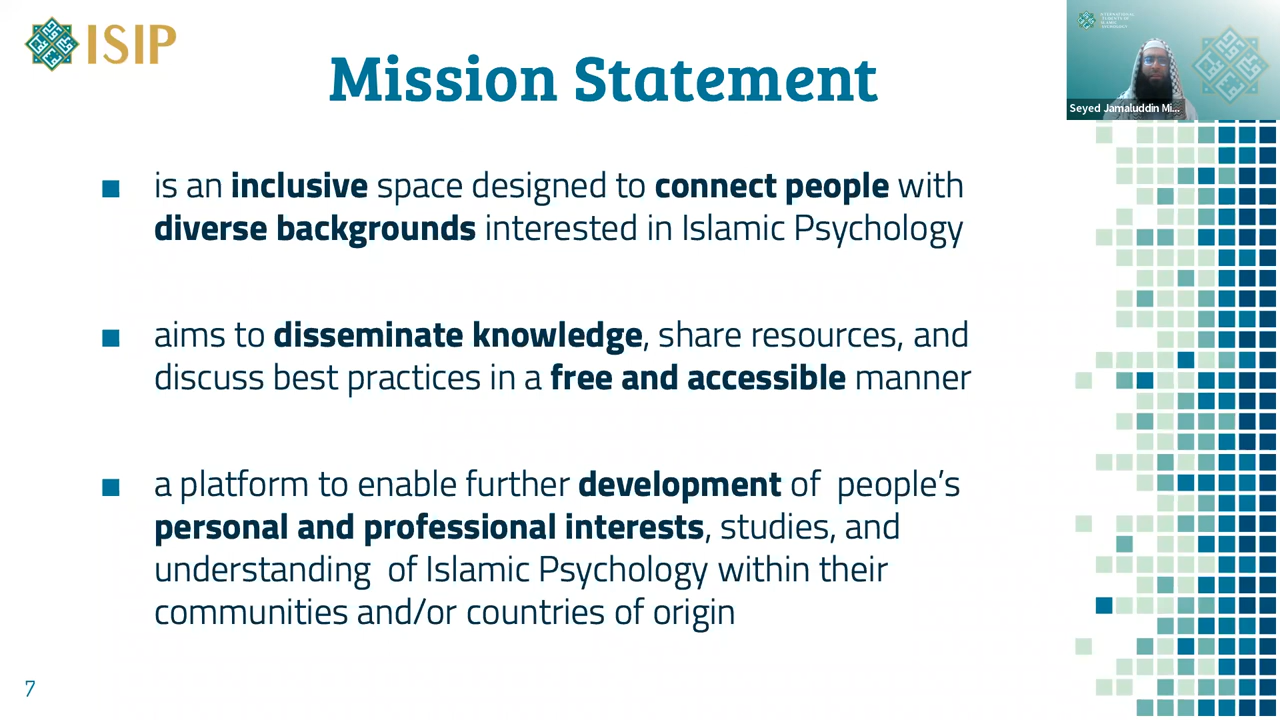 ISIP
Mission Statement
is an inclusive space designed to connect people with
diverse backgrounds interested in Islamic Psychology
aims to disseminate knowledge, share resources, and
discuss best practices in a free and accessible manner
a platform to enable further development of people's
personal and professional interests, studies, and
understanding of Islamic Psychology within their
communities and/or countries of origin
7
Seyed Jamaluddin Mi...